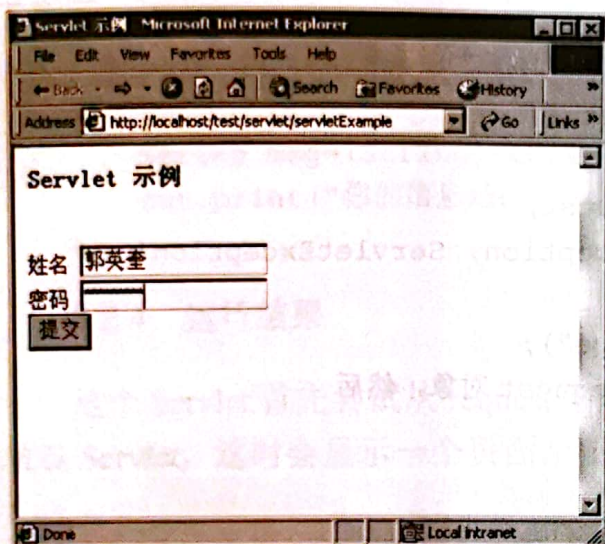 Servlet 示例 - Microsoft Internet Explorer
File Edit View Favorites Tools Help
Back Search Favorites History
Address http://localhost/test/servlet/servletExample Go Links
Servlet 示例
姓名 郭英奎
密码
提交
Done Local intranet